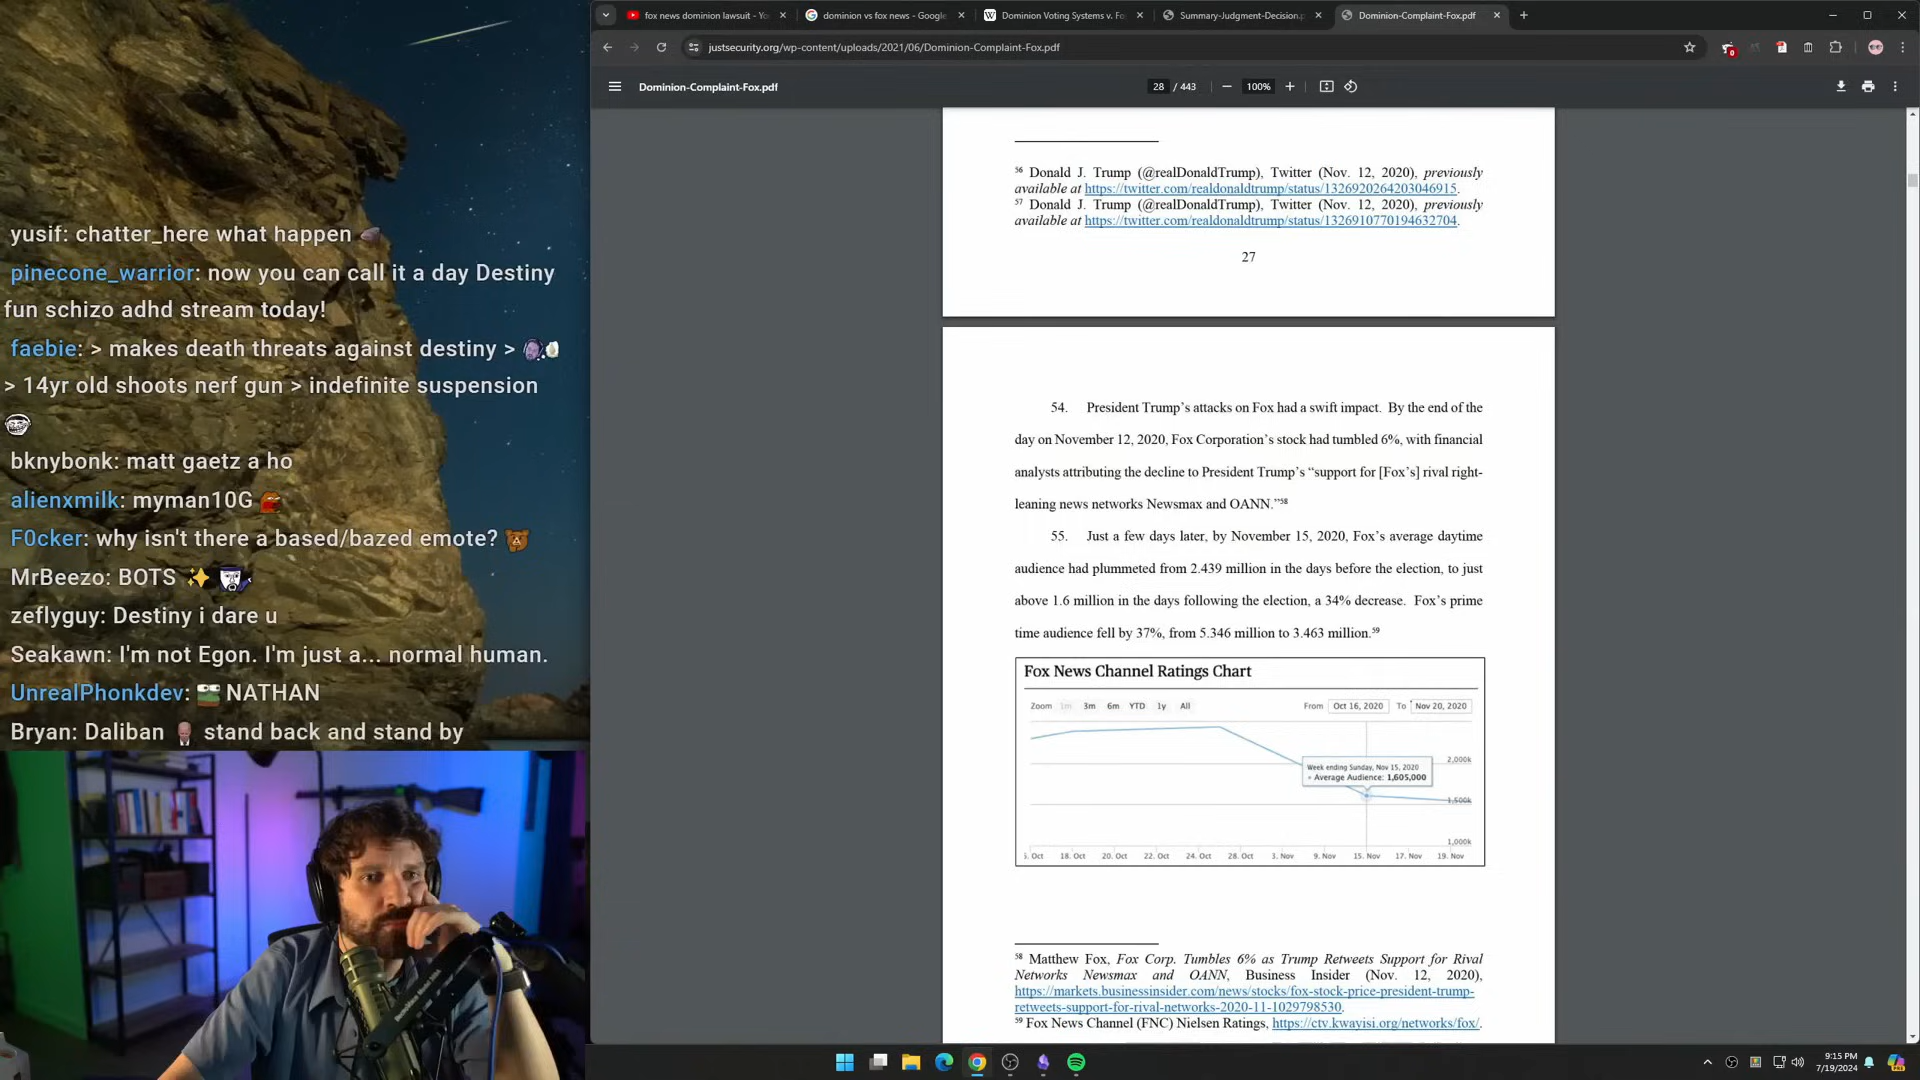 fox news dominion lawsuit - Yo
dominion vs fox news - Google
Dominion Voting Systems v. Fo
Summary-Judgment-Decision.p
Dominion-Complaint-Fox.pdf
justsecurity.org/wp-content/uploads/2021/06/Dominion-Complaint-Fox.pdf
Dominion-Complaint-Fox.pdf
28 / 443
100%
56 Donald J. Trump (@realDonaldTrump), Twitter (Nov. 12, 2020), previously
available at https://twitter.com/realdonaldtrump/status/1326920264203046915.
57 Donald J. Trump (@realDonaldTrump), Twitter (Nov. 12, 2020), previously
available at https://twitter.com/realdonaldtrump/status/1326910770194632704.
27
54. President Trump’s attacks on Fox had a swift impact. By the end of the
day on November 12, 2020, Fox Corporation’s stock had tumbled 6%, with financial
analysts attributing the decline to President Trump’s “support for [Fox’s] rival right-
leaning news networks Newsmax and OANN.”58
55. Just a few days later, by November 15, 2020, Fox’s average daytime
audience had plummeted from 2.439 million in the days before the election, to just
above 1.6 million in the days following the election, a 34% decrease. Fox’s prime
time audience fell by 37%, from 5.346 million to 3.463 million.59
Fox News Channel Ratings Chart
Zoom 1m 3m 6m YTD 1y All From Oct 16, 2020 To Nov 20, 2020
2,000k
Week ending Sunday, Nov 15, 2020
Average Audience: 1,605,000
1,500k
1,000k
5. Oct 18. Oct 20. Oct 22. Oct 24. Oct 28. Oct 3. Nov 9. Nov 15. Nov 17. Nov 19. Nov
58 Matthew Fox, Fox Corp. Tumbles 6% as Trump Retweets Support for Rival
Networks Newsmax and OANN, Business Insider (Nov. 12, 2020),
https://markets.businessinsider.com/news/stocks/fox-stock-price-president-trump-
retweets-support-for-rival-networks-2020-11-1029798530.
59 Fox News Channel (FNC) Nielsen Ratings, https://ctv.kwayisi.org/networks/fox/.
yusif: chatter_here what happen
pinecone_warrior: now you can call it a day Destiny
fun schizo adhd stream today!
faebie: > makes death threats against destiny >
> 14yr old shoots nerf gun > indefinite suspension
bknybonk: matt gaetz a ho
alienxmilk: myman10G
F0cker: why isn't there a based/bazed emote?
MrBeezo: BOTS
zeflyguy: Destiny i dare u
Seakawn: I'm not Egon. I'm just a... normal human.
UnrealPhonkdev: NATHAN
Bryan: Daliban stand back and stand by
9:15 PM
7/19/2024